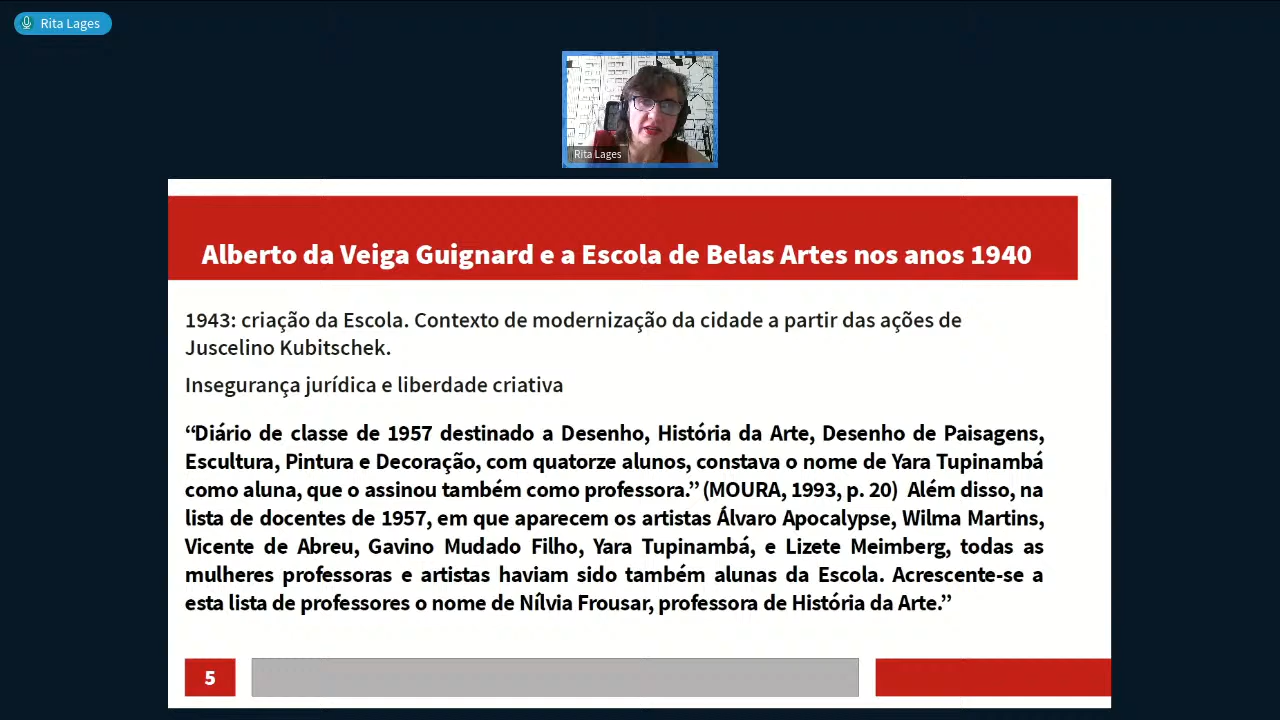 Rita Lages
Rita Lages
Alberto da Veiga Guignard e a Escola de Belas Artes nos anos 1940
1943: criação da Escola. Contexto de modernização da cidade a partir das ações de
Juscelino Kubitschek.
Insegurança jurídica e liberdade criativa
“Diário de classe de 1957 destinado a Desenho, História da Arte, Desenho de Paisagens,
Escultura, Pintura e Decoração, com quatorze alunos, constava o nome de Yara Tupinambá
como aluna, que o assinou também como professora.” (MOURA, 1993, p. 20) Além disso, na
lista de docentes de 1957, em que aparecem os artistas Álvaro Apocalypse, Wilma Martins,
Vicente de Abreu, Gavino Mudado Filho, Yara Tupinambá, e Lizete Meimberg, todas as
mulheres professoras e artistas haviam sido também alunas da Escola. Acrescente-se a
esta lista de professores o nome de Nílvia Frousar, professora de História da Arte.”
5